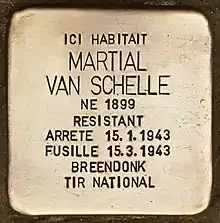 ICI HABITAIT
MARTIAL
VAN SCHELLE
NE 1899
RESISTANT
ARRETE 15.1.1943
FUSILLE 15.3.1943
BREENDONK
TIR NATIONAL